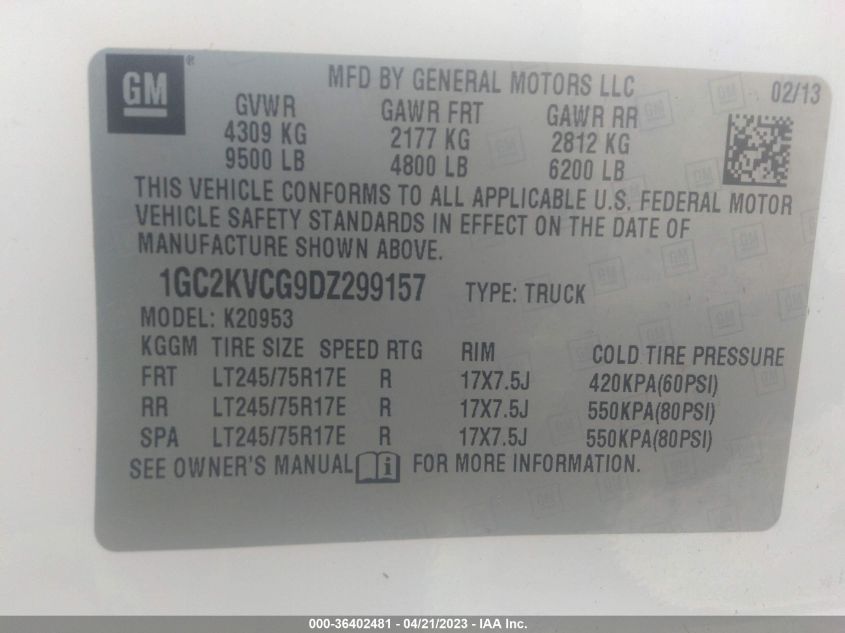 GM ®
MFD BY GENERAL MOTORS LLC
02/13
GVWR GAWR FRT GAWR RR
4309 KG 2177 KG 2812 KG
9500 LB 4800 LB 6200 LB
THIS VEHICLE CONFORMS TO ALL APPLICABLE U.S. FEDERAL MOTOR
VEHICLE SAFETY STANDARDS IN EFFECT ON THE DATE OF
MANUFACTURE SHOWN ABOVE.
1GC2KVCG9DZ299157 TYPE: TRUCK
MODEL: K20953
KGGM TIRE SIZE SPEED RTG RIM COLD TIRE PRESSURE
FRT LT245/75R17E R 17X7.5J 420KPA(60PSI)
RR LT245/75R17E R 17X7.5J 550KPA(80PSI)
SPA LT245/75R17E R 17X7.5J 550KPA(80PSI)
SEE OWNER'S MANUAL i FOR MORE INFORMATION.
000-36402481 - 04/21/2023 - IAA Inc.